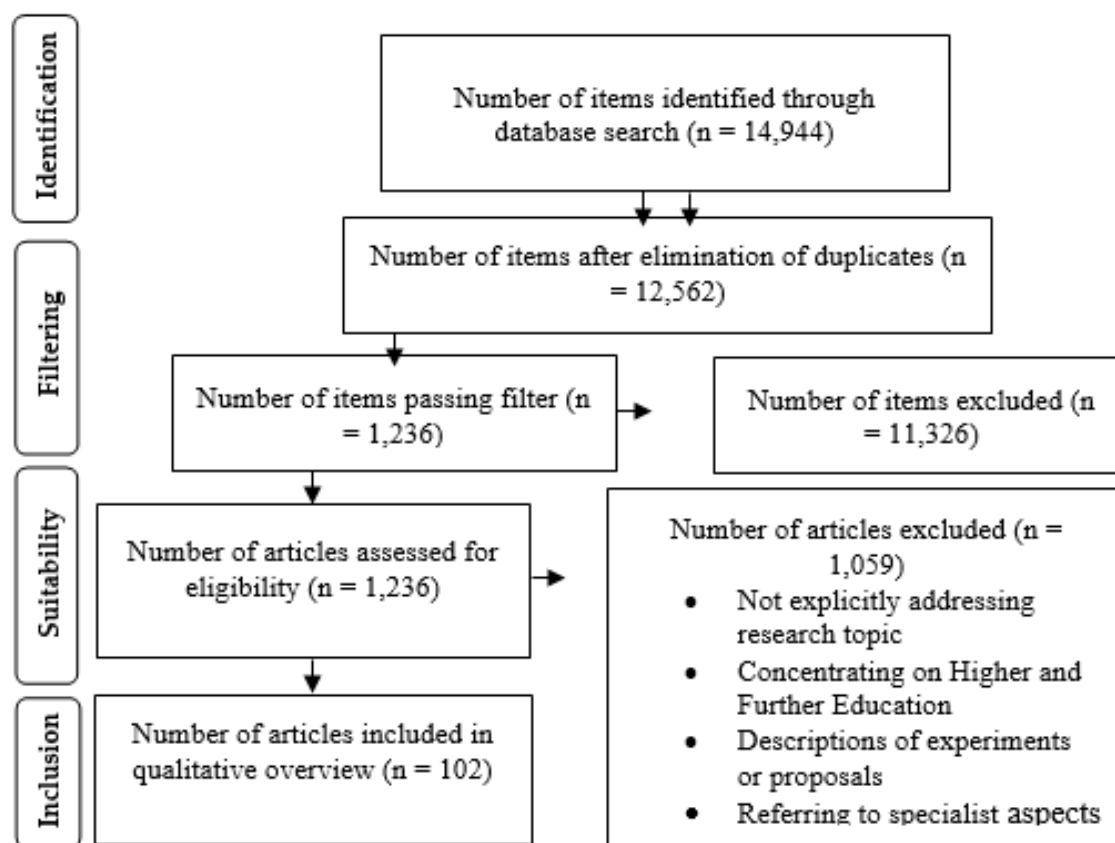 Identification
Number of items identified through
database search (n = 14,944)
Filtering
Number of items after elimination of duplicates (n
= 12,562)
Number of items passing filter (n
= 1,236)
Number of items excluded (n
= 11,326)
Suitability
Number of articles assessed for
eligibility (n = 1,236)
Number of articles excluded (n =
1,059)
• Not explicitly addressing
research topic
• Concentrating on Higher and
Further Education
• Descriptions of experiments
or proposals
• Referring to specialist aspects
Inclusion
Number of articles included in
qualitative overview (n = 102)